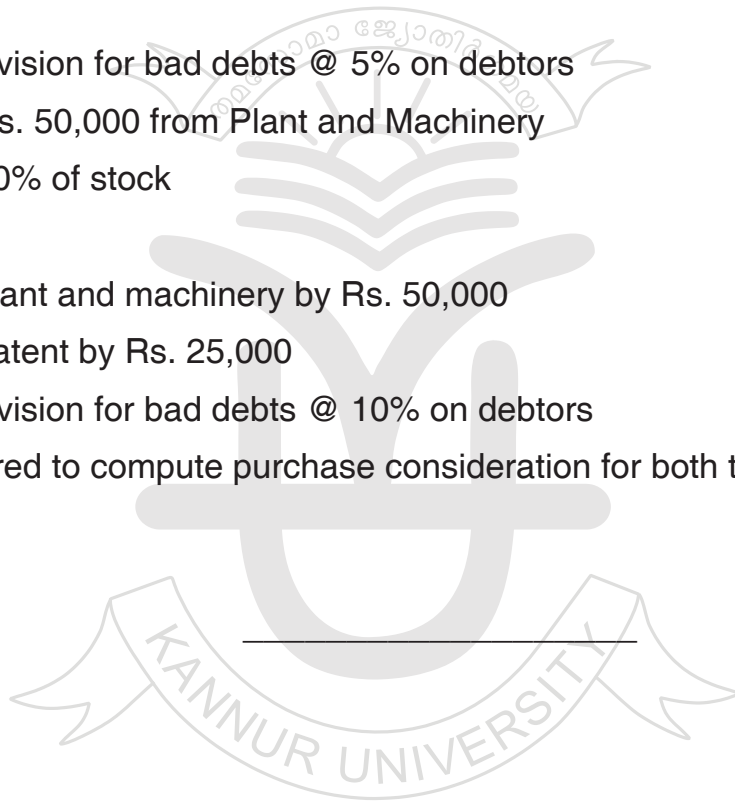 vision for bad debts @ 5% on debtors
s. 50,000 from Plant and Machinery
0% of stock
ant and machinery by Rs. 50,000
atent by Rs. 25,000
vision for bad debts @ 10% on debtors
red to compute purchase consideration for both t
KANNUR UNIVERSITY